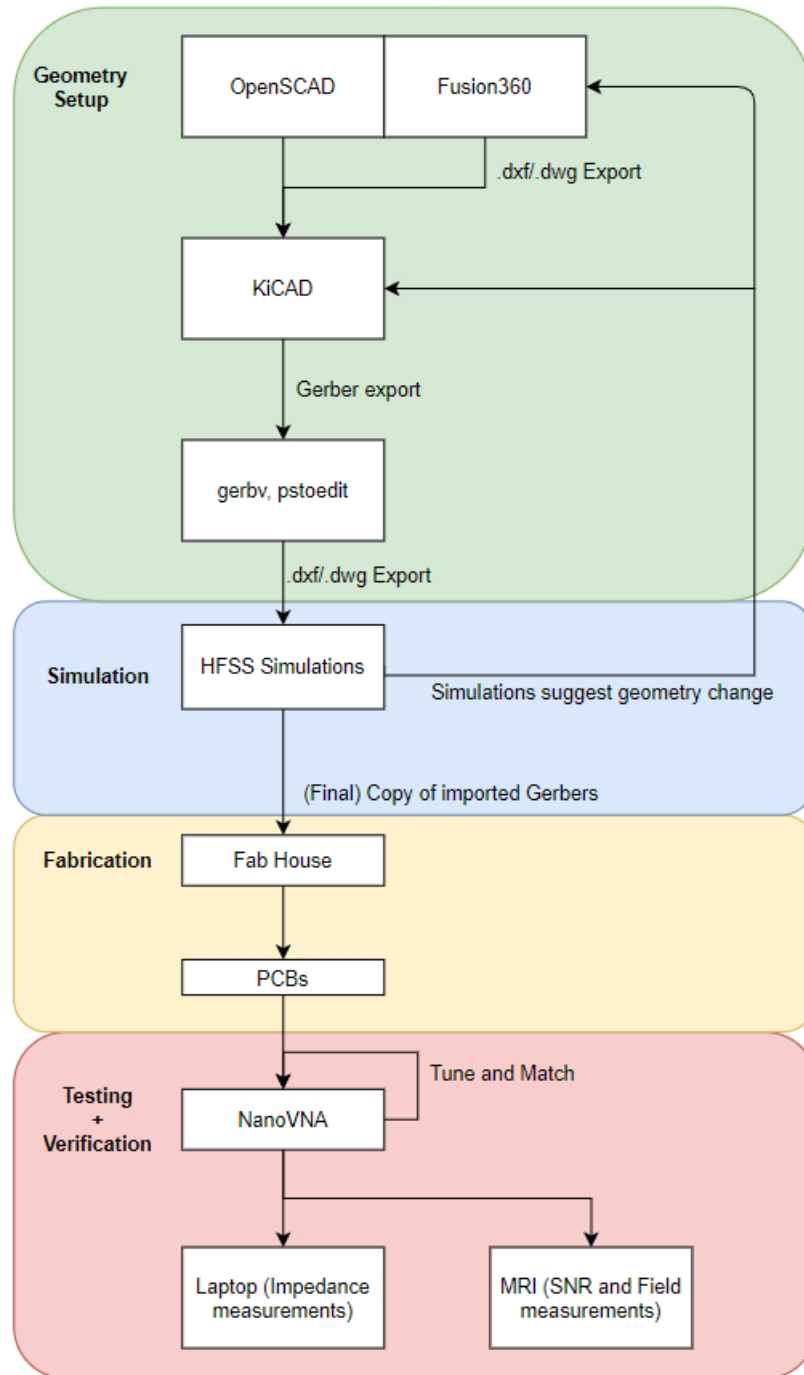 Geometry
Setup
OpenSCAD
Fusion360
.dxf/.dwg Export
KiCAD
Gerber export
gerbv, pstoedit
.dxf/.dwg Export
Simulation
HFSS Simulations
Simulations suggest geometry change
(Final) Copy of imported Gerbers
Fabrication
Fab House
PCBs
Testing
+
Verification
Tune and Match
NanoVNA
Laptop (Impedance
measurements)
MRI (SNR and Field
measurements)